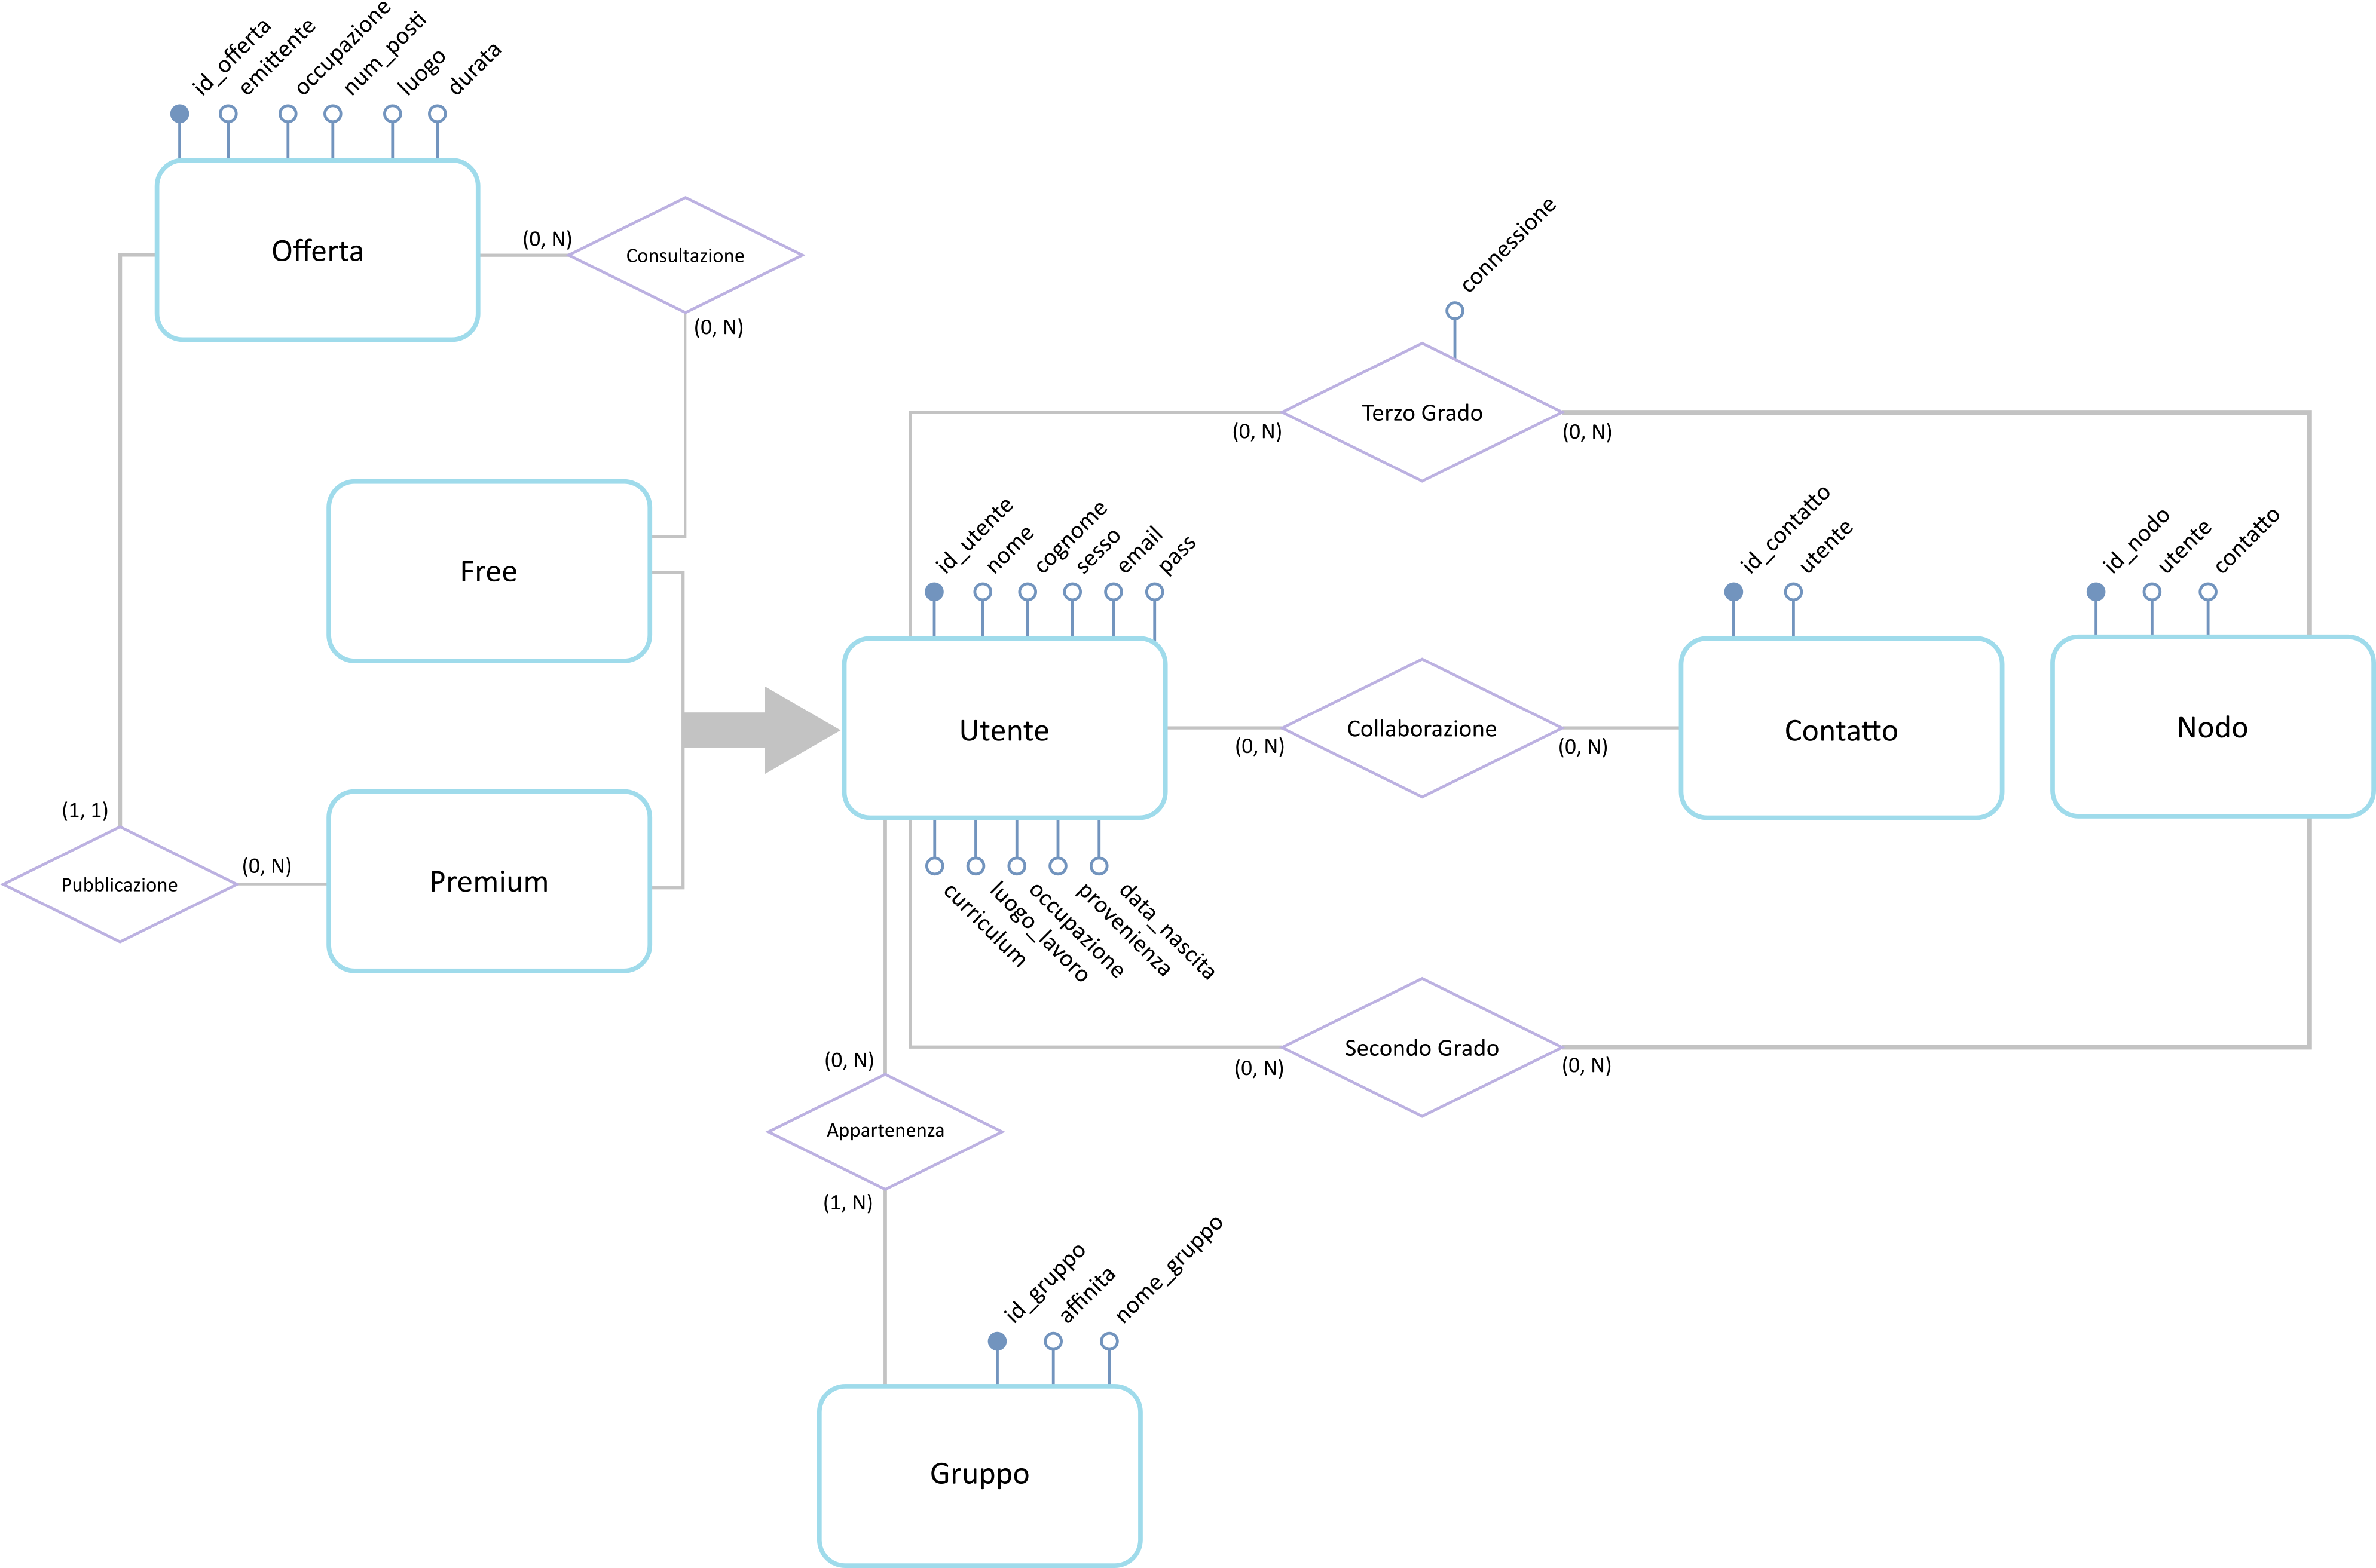 id_offerta
emittente
occupazione
num_posti
luogo
durata
Offerta
(0, N)
Consultazione
(0, N)
connessione
Terzo Grado
(0, N)
(0, N)
Free
id_utente
nome
cognome
sesso
email
pass
id_contatto
utente
id_nodo
utente
contatto
Utente
(0, N)
Collaborazione
(0, N)
Contatto
Nodo
(1, 1)
Pubblicazione
(0, N)
Premium
curriculum
luogo_lavoro
occupazione
provenienza
data_nascita
(0, N)
Secondo Grado
(0, N)
(0, N)
Appartenenza
(1, N)
id_gruppo
affinita
nome_gruppo
Gruppo